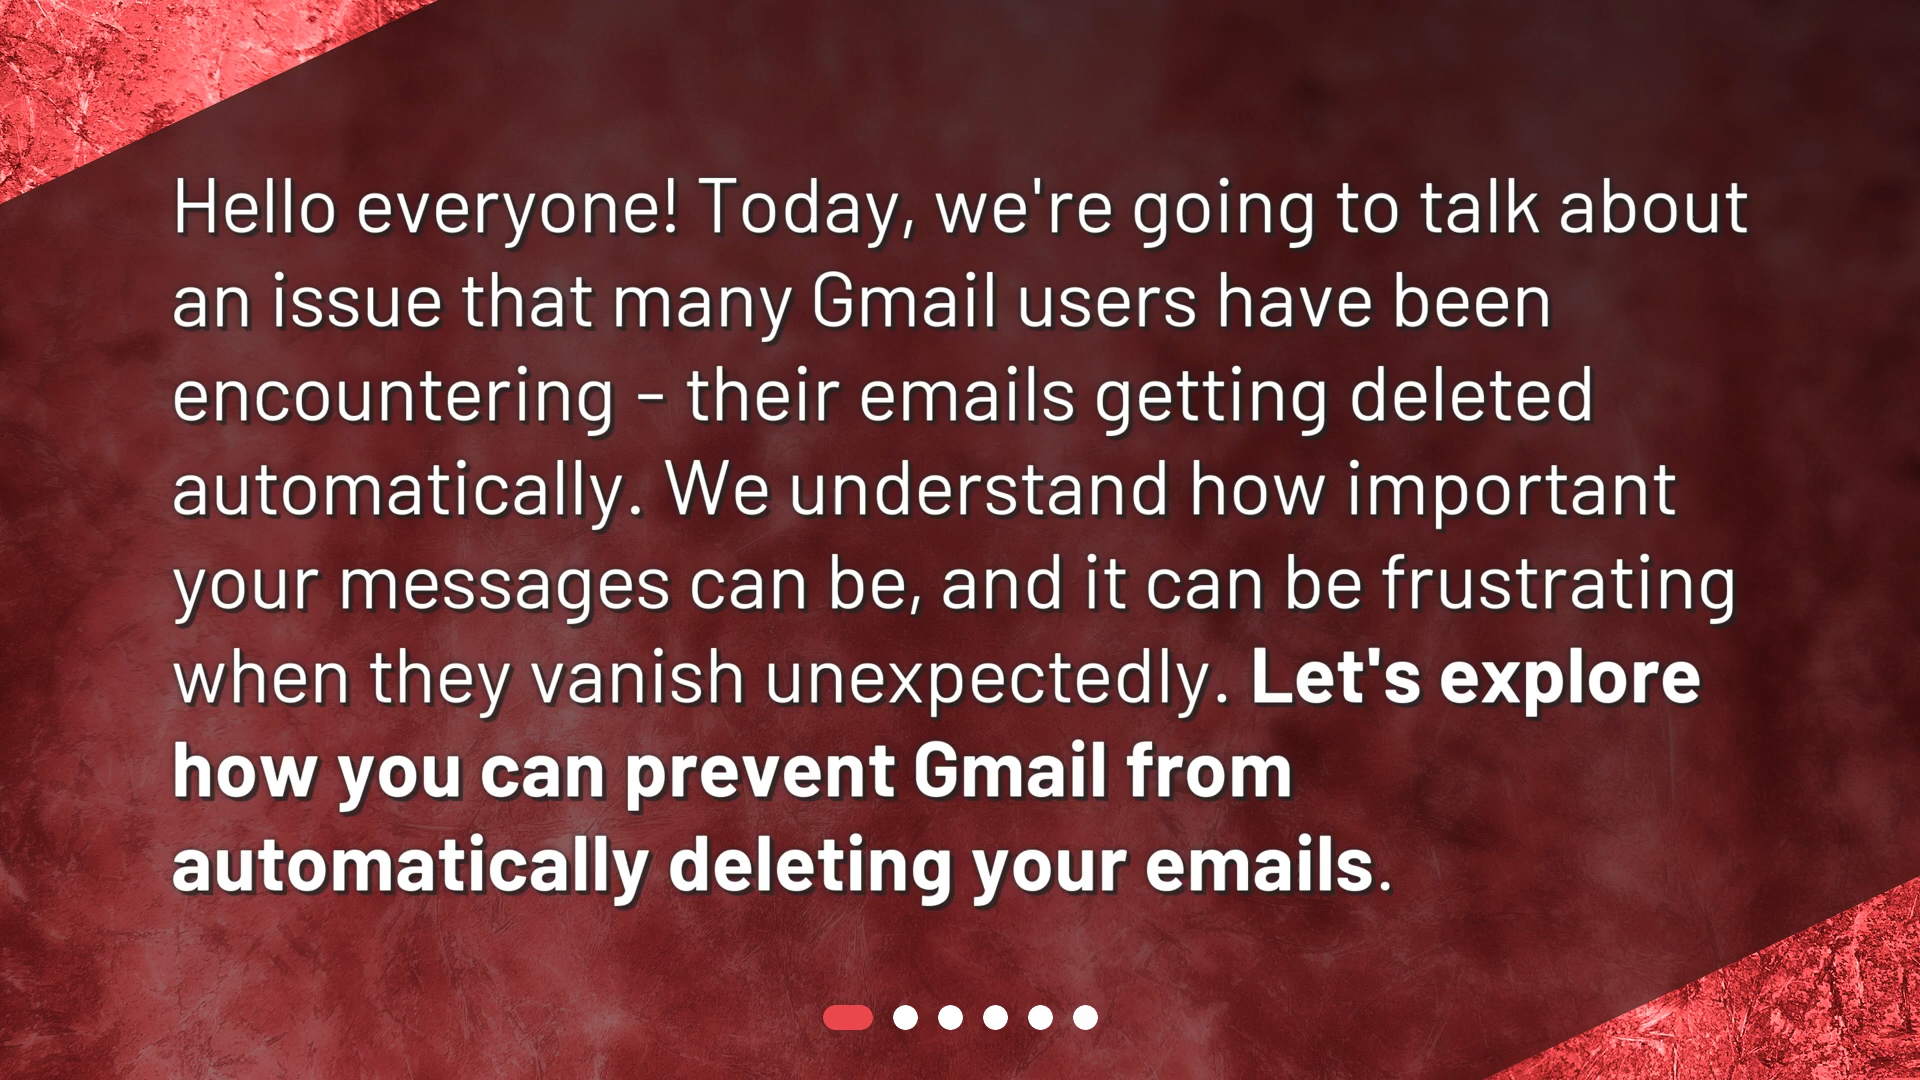 Hello everyone! Today, we're going to talk about
an issue that many Gmail users have been
encountering - their emails getting deleted
automatically. We understand how important
your messages can be, and it can be frustrating
when they vanish unexpectedly. Let's explore
how you can prevent Gmail from
automatically deleting your emails.